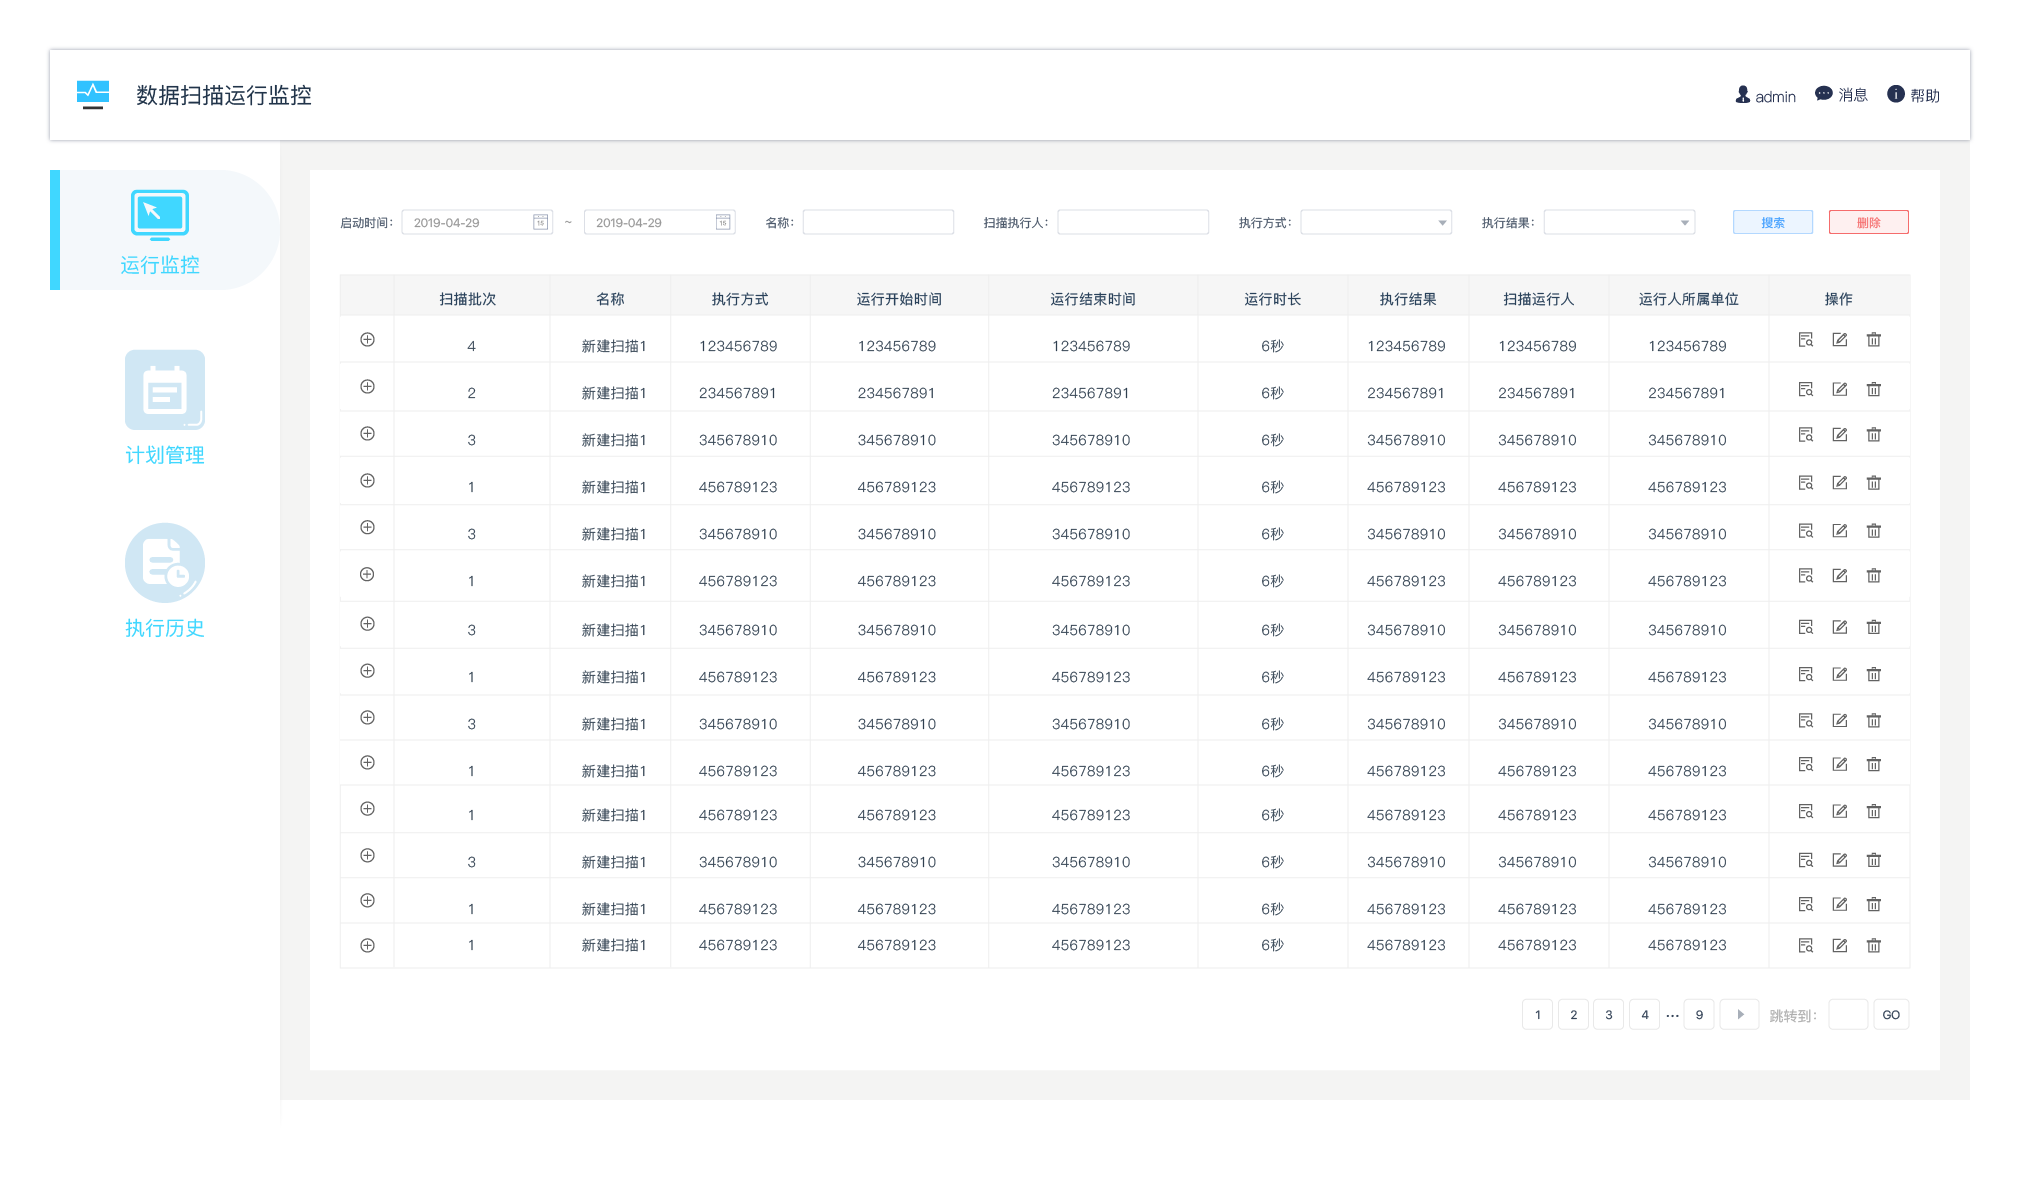 数据扫描运行监控
admin 消息 帮助
运行监控
计划管理
执行历史
启动时间: 2019-04-29 15 ~ 2019-04-29 15 名称: 扫描执行人: 执行方式: 执行结果: 搜索 删除
扫描批次 名称 执行方式 运行开始时间 运行结束时间 运行时长 执行结果 扫描运行人 运行人所属单位 操作
4 新建扫描1 123456789 123456789 123456789 6秒 123456789 123456789 123456789
2 新建扫描1 234567891 234567891 234567891 6秒 234567891 234567891 234567891
3 新建扫描1 345678910 345678910 345678910 6秒 345678910 345678910 345678910
1 新建扫描1 456789123 456789123 456789123 6秒 456789123 456789123 456789123
3 新建扫描1 345678910 345678910 345678910 6秒 345678910 345678910 345678910
1 新建扫描1 456789123 456789123 456789123 6秒 456789123 456789123 456789123
3 新建扫描1 345678910 345678910 345678910 6秒 345678910 345678910 345678910
1 新建扫描1 456789123 456789123 456789123 6秒 456789123 456789123 456789123
3 新建扫描1 345678910 345678910 345678910 6秒 345678910 345678910 345678910
1 新建扫描1 456789123 456789123 456789123 6秒 456789123 456789123 456789123
1 新建扫描1 456789123 456789123 456789123 6秒 456789123 456789123 456789123
3 新建扫描1 345678910 345678910 345678910 6秒 345678910 345678910 345678910
1 新建扫描1 456789123 456789123 456789123 6秒 456789123 456789123 456789123
1 新建扫描1 456789123 456789123 456789123 6秒 456789123 456789123 456789123
1 2 3 4 ··· 9 跳转到: GO